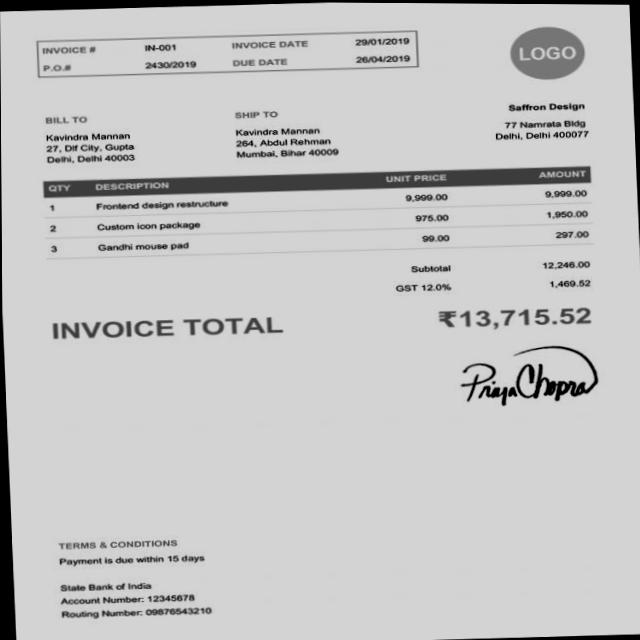 INVOICE # IN-001 INVOICE DATE 29/01/2019
P.O.# 2430/2019 DUE DATE 26/04/2019
LOGO
BILL TO
Kavindra Mannan
27, Dlf City, Gupta
Delhi, Delhi 40003
SHIP TO
Kavindra Mannan
264, Abdul Rehman
Mumbai, Bihar 40009
Saffron Design
77 Namrata Bldg
Delhi, Delhi 400077
QTY DESCRIPTION UNIT PRICE AMOUNT
1 Frontend design restructure 9,999.00 9,999.00
2 Custom icon package 975.00 1,950.00
3 Gandhi mouse pad 99.00 297.00
Subtotal 12,246.00
GST 12.0% 1,469.52
INVOICE TOTAL ₹13,715.52
Priya Chopra
TERMS & CONDITIONS
Payment is due within 15 days
State Bank of India
Account Number: 12345678
Routing Number: 09876543210